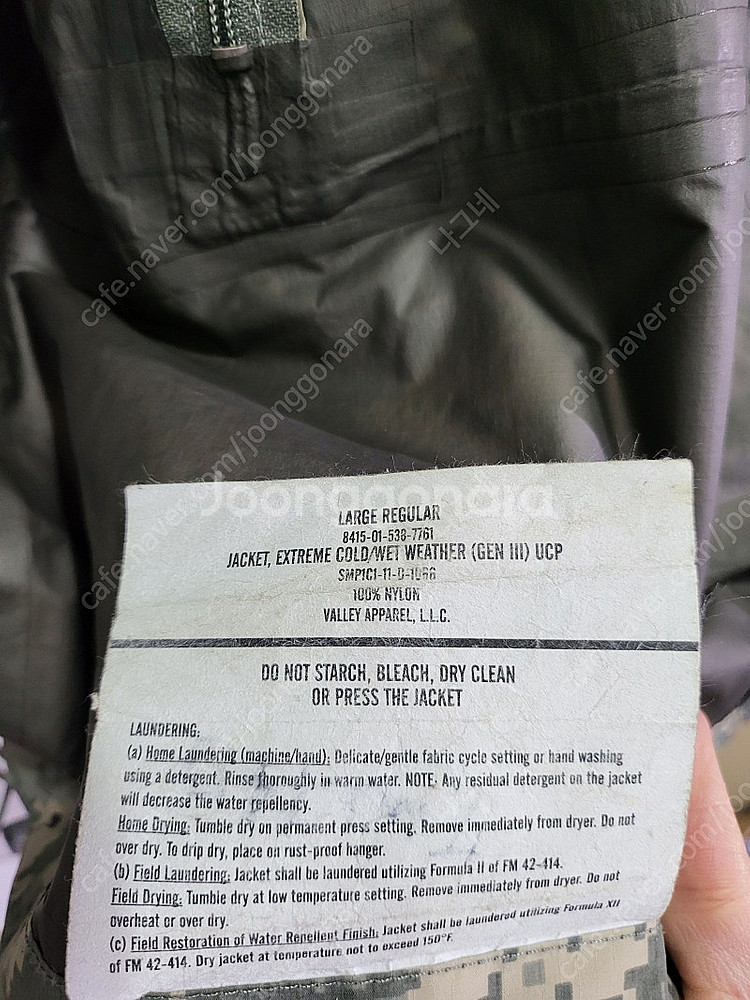 cafe.naver.com/joonggonara
나그네
cafe.naver.com/joo
Joonggonara
LARGE REGULAR
8415-01-538-7761
JACKET, EXTREME COLD/WET WEATHER (GEN III) UCP
100% NYLON
VALLEY APPAREL, L.L.C.
DO NOT STARCH, BLEACH, DRY CLEAN
OR PRESS THE JACKET
LAUNDERING:
(a) Home Laundering (machine/hand): Delicate/gentle fabric cycle setting or hand washing
using a detergent. Rinse thoroughly in warm water. NOTE: Any residual detergent on the jacket
will decrease the water repellency.
Home Drying: Tumble dry on permanent press setting. Remove immediately from dryer. Do not
over dry. To drip dry, place on rust-proof hanger.
(b) Field Laundering: Jacket shall be laundered utilizing Formula II of FM 42-414.
Field Drying: Tumble dry at low temperature setting. Remove immediately from dryer. Do not
overheat or over dry.
(c) Field Restoration of Water Repellent Finish: Jacket shall be laundered utilizing Formula XII
of FM 42-414. Dry jacket at temperature not to exceed 150°F.